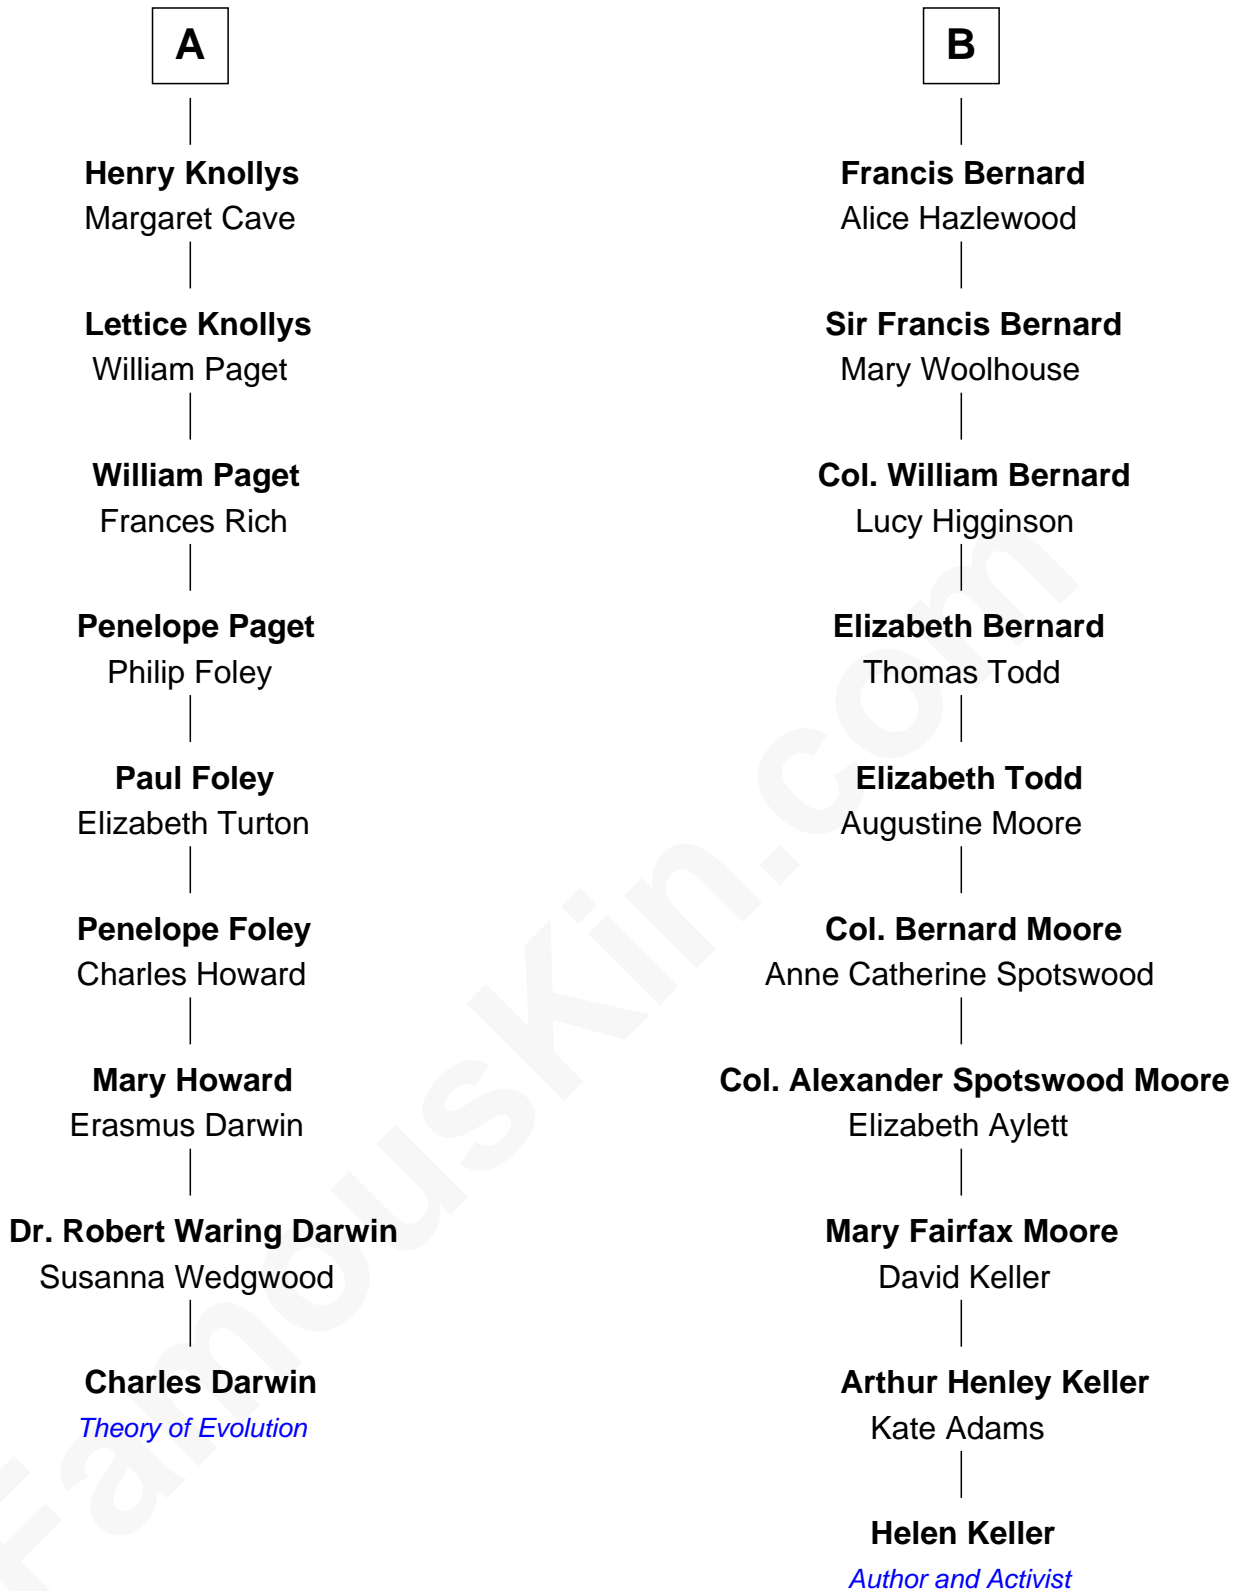 A
Henry Knollys
Margaret Cave
Lettice Knollys
William Paget
William Paget
Frances Rich
Penelope Paget
Philip Foley
Paul Foley
Elizabeth Turton
Penelope Foley
Charles Howard
Mary Howard
Erasmus Darwin
Dr. Robert Waring Darwin
Susanna Wedgwood
Charles Darwin
Theory of Evolution
B
Francis Bernard
Alice Hazlewood
Sir Francis Bernard
Mary Woolhouse
Col. William Bernard
Lucy Higginson
Elizabeth Bernard
Thomas Todd
Elizabeth Todd
Augustine Moore
Col. Bernard Moore
Anne Catherine Spotswood
Col. Alexander Spotswood Moore
Elizabeth Aylett
Mary Fairfax Moore
David Keller
Arthur Henley Keller
Kate Adams
Helen Keller
Author and Activist
FamousKin.com